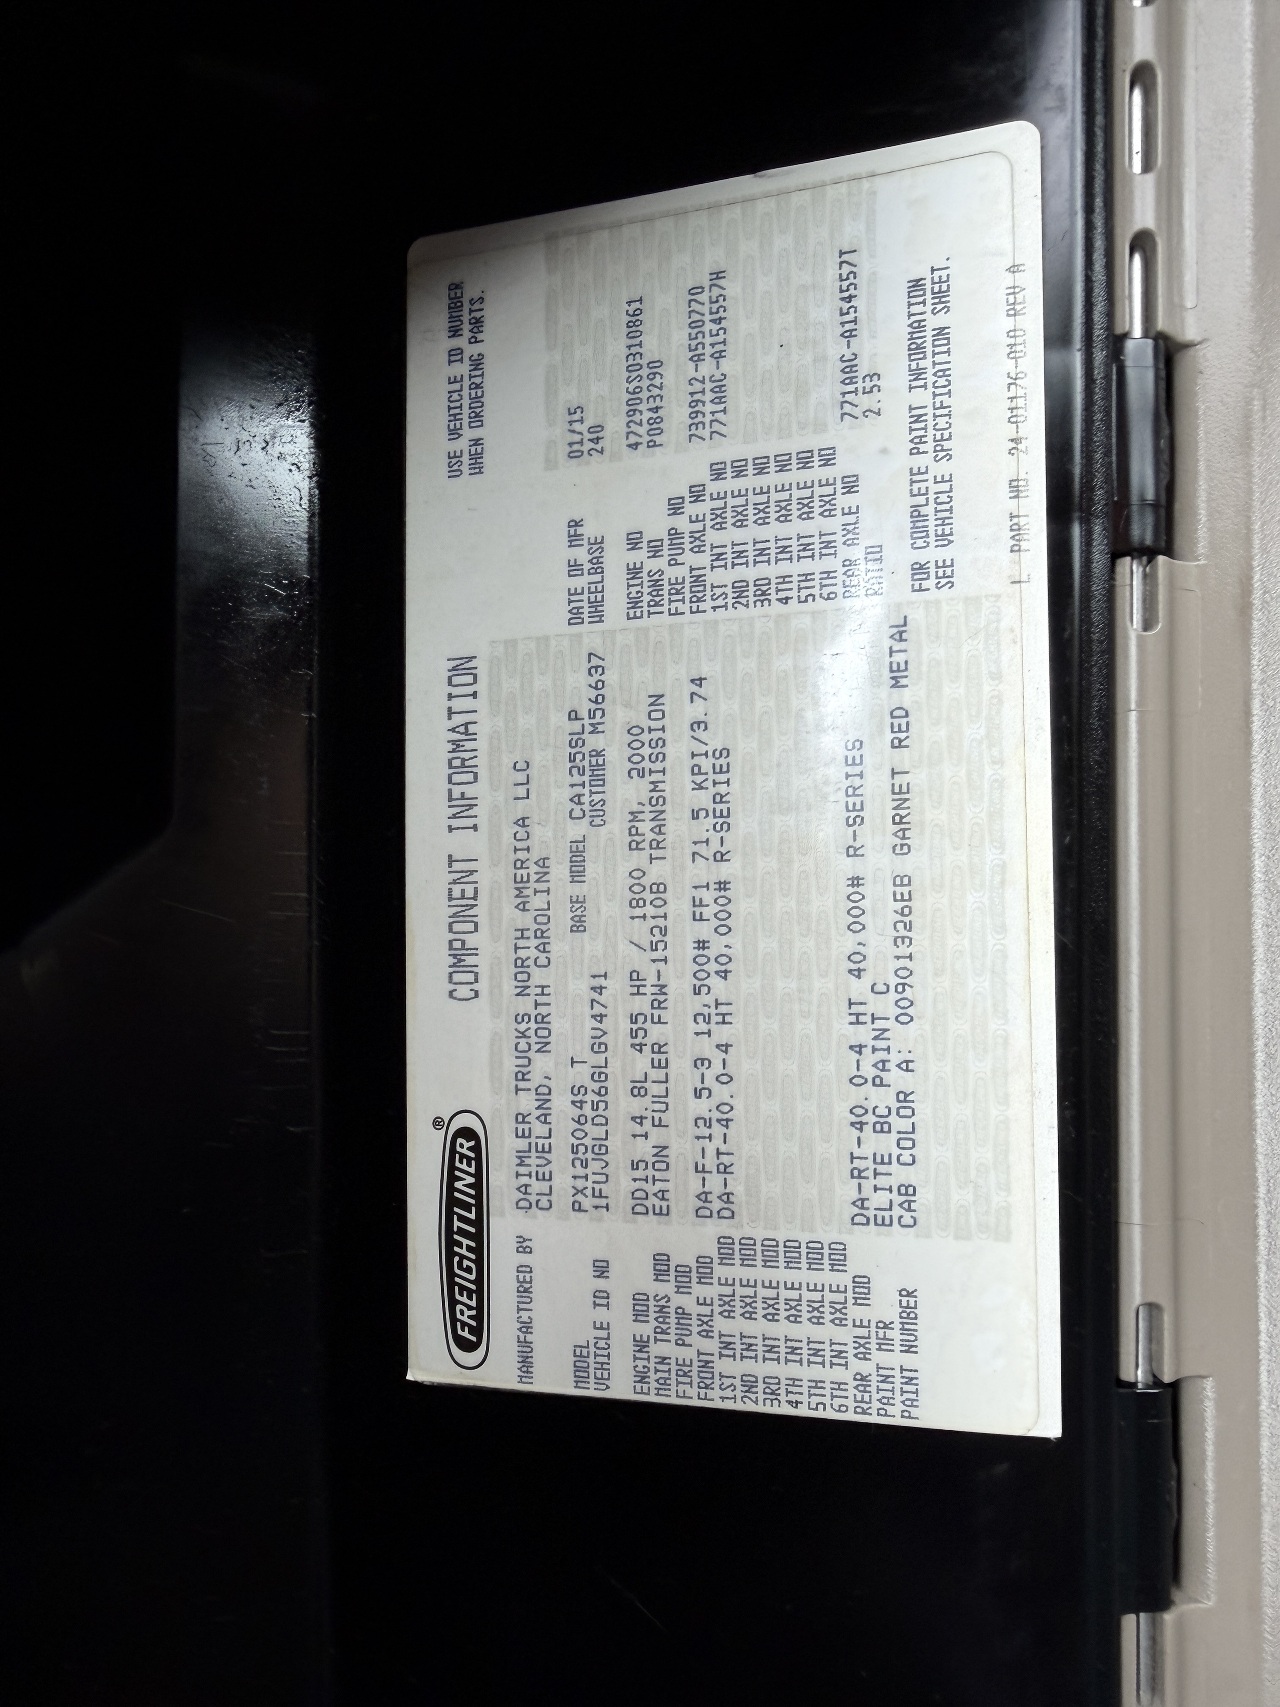 FREIGHTLINER®
COMPONENT INFORMATION
USE VEHICLE ID NUMBER
WHEN ORDERING PARTS.
MANUFACTURED BY DAIMLER TRUCKS NORTH AMERICA LLC
CLEVELAND, NORTH CAROLINA
MODEL PX125064S T BASE MODEL CA125SLP DATE OF MFR 01/15
VEHICLE ID NO 1FUJGLD56GLGV4741 CUSTOMER M56637 WHEELBASE 240
ENGINE MOD DD15 14.8L 455 HP / 1800 RPM, 2000 ENGINE NO 472906S0310861
MAIN TRANS MOD EATON FULLER FRW-15210B TRANSMISSION TRANS NO P0843290
FIRE PUMP MOD FIRE PUMP NO
FRONT AXLE MOD DA-F-12.5-3 12,500# FF1 71.5 KPI/3.74 FRONT AXLE NO 739912-A550770
1ST INT AXLE MOD DA-RT-40.0-4 HT 40,000# R-SERIES 1ST INT AXLE NO 771AAC-A154557H
2ND INT AXLE MOD 2ND INT AXLE NO
3RD INT AXLE MOD 3RD INT AXLE NO
4TH INT AXLE MOD 4TH INT AXLE NO
5TH INT AXLE MOD 5TH INT AXLE NO
6TH INT AXLE MOD 6TH INT AXLE NO
REAR AXLE MOD DA-RT-40.0-4 HT 40,000# R-SERIES REAR AXLE NO 771AAC-A154557T
PAINT MFR ELITE BC PAINT C RATIO 2.53
PAINT NUMBER CAB COLOR A: 00901326EB GARNET RED METAL
FOR COMPLETE PAINT INFORMATION
SEE VEHICLE SPECIFICATION SHEET.
PART NO. 24-01176-010 REV A